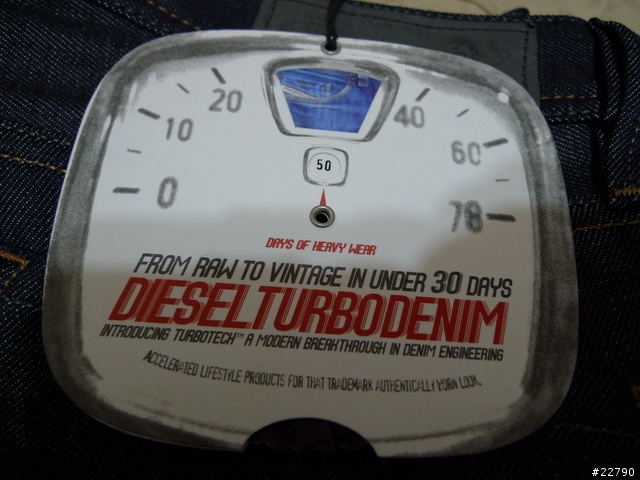 20
40
10
60
50
0
78
DAYS OF HEAVY WEAR
FROM RAW TO VINTAGE IN UNDER 30 DAYS
DIESELTURBODENIM
INTRODUCING TURBOTECH™ A MODERN BREAKTHROUGH IN DENIM ENGINEERING
ACCELERATED LIFESTYLE PRODUCTS FOR THAT TRADEMARK AUTHENTICALLY WORN LOOK.
#22790